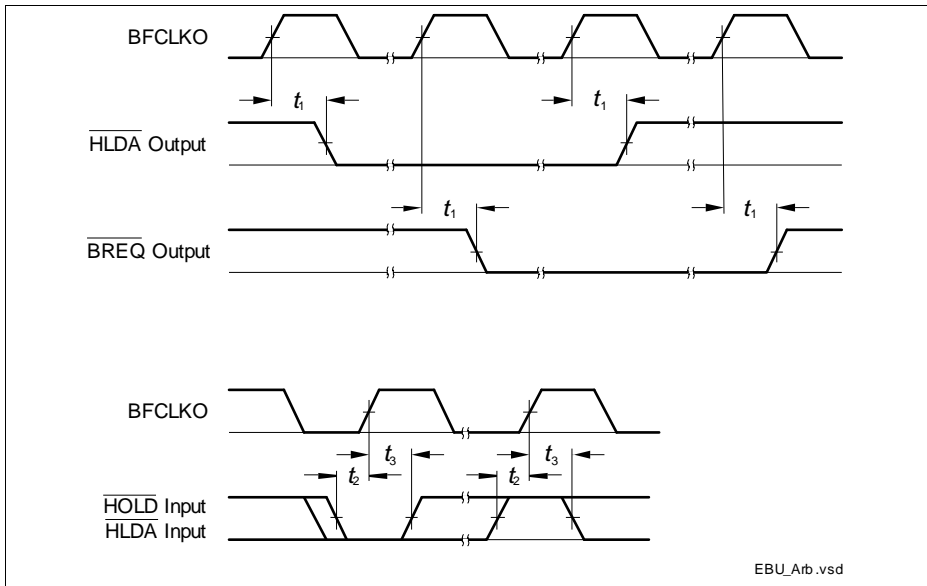 BFCLKO
t1 t1
HLDA Output
t1 t1
BREQ Output
BFCLKO
t3 t3
t2 t2
HOLD Input
HLDA Input
EBU_Arb.vsd